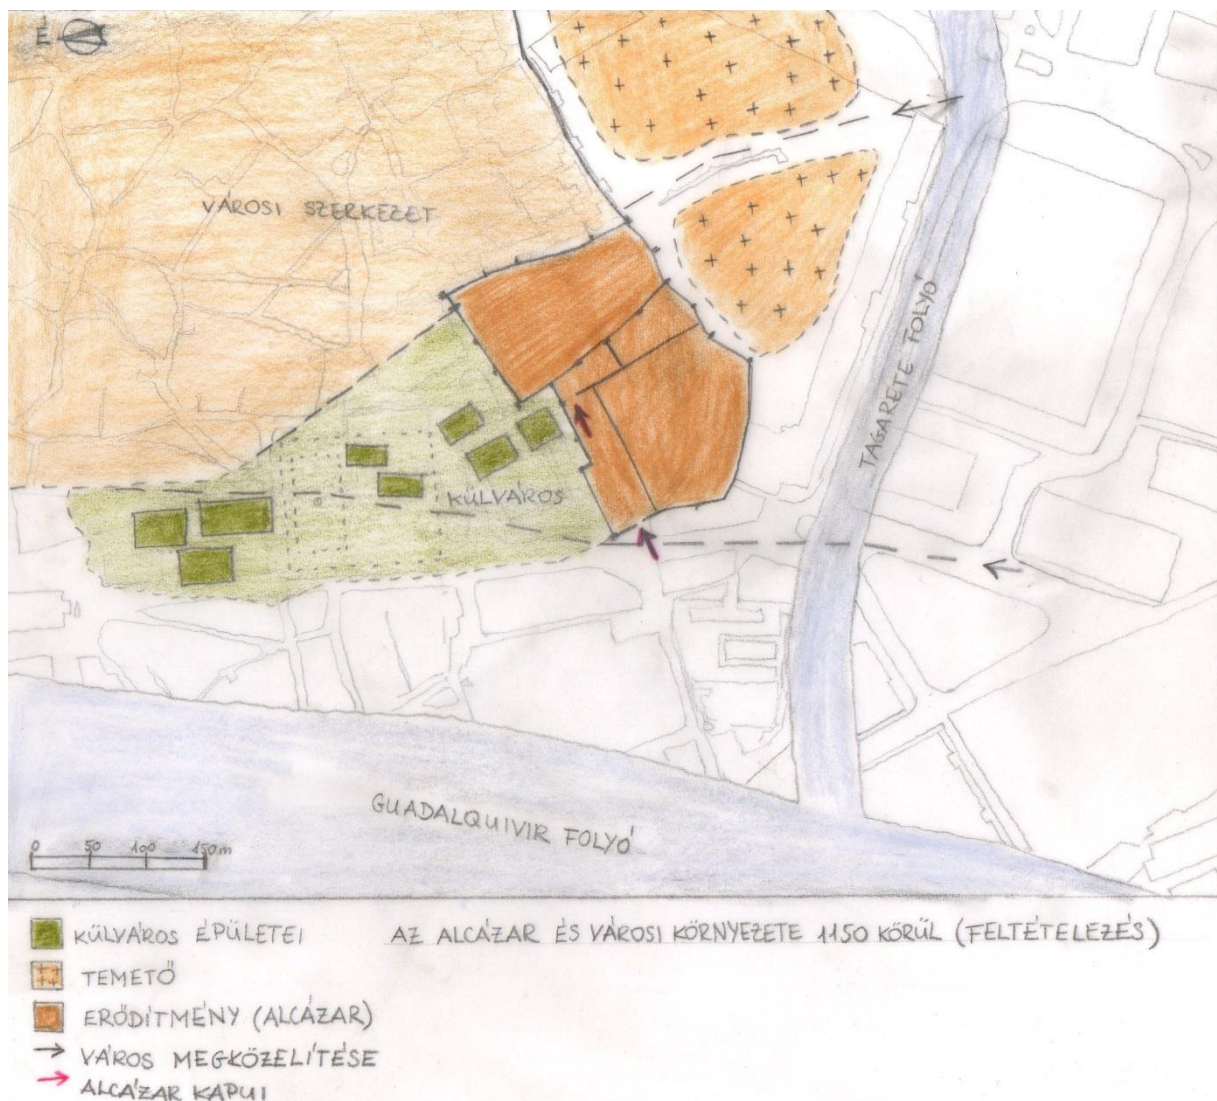 É
VÁROSI SZERKEZET
TAGARETE FOLYÓ
KÜLVÁROS
GUADALQUIVIR FOLYÓ
0 50 100 150m
KÜLVÁROS ÉPÜLETEI
AZ ALCÁZAR ÉS VÁROSI KÖRNYEZETE 1150 KÖRÜL (FELTÉTELEZÉS)
TEMETŐ
ERŐDÍTMÉNY (ALCÁZAR)
VÁROS MEGKÖZELÍTÉSE
ALCÁZAR KAPUI